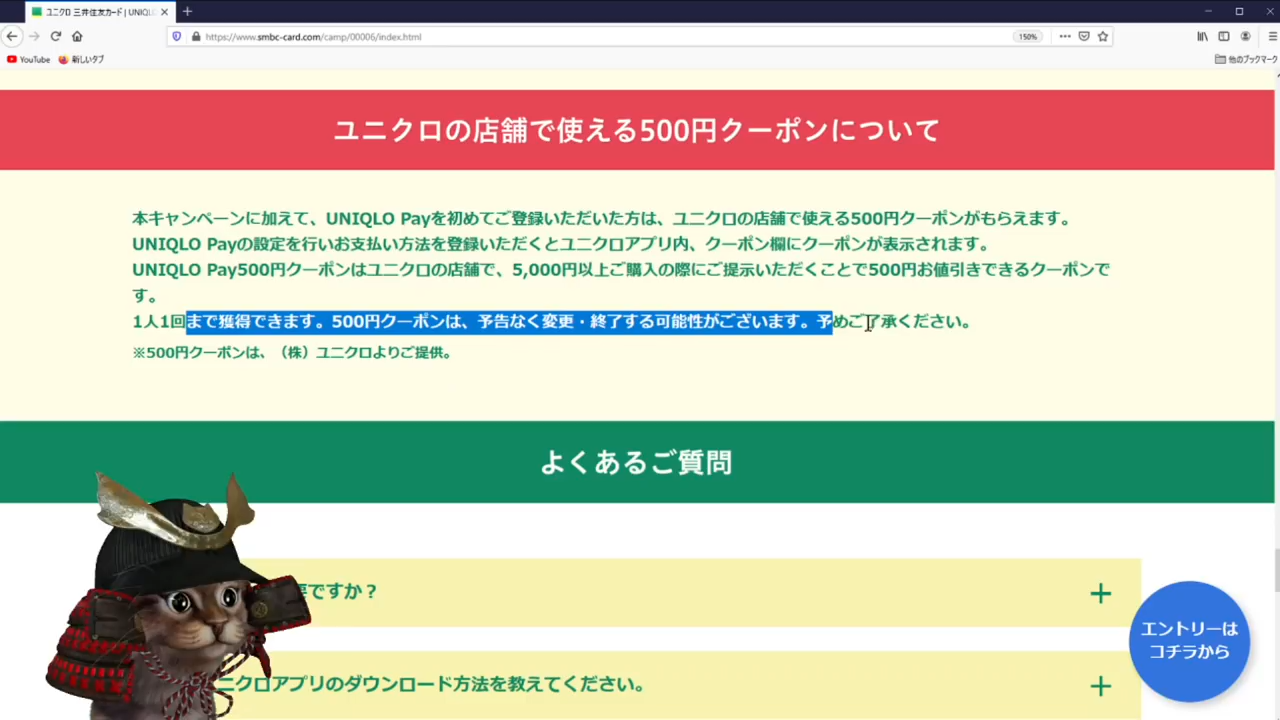 ユニクロ 三井住友カード | UNIQL
https://www.smbc-card.com/camp/00006/index.html
150%
YouTube
新しいタブ
他のブックマーク
ユニクロの店舗で使える500円クーポンについて
本キャンペーンに加えて、UNIQLO Payを初めてご登録いただいた方は、ユニクロの店舗で使える500円クーポンがもらえます。
UNIQLO Payの設定を行いお支払い方法を登録いただくとユニクロアプリ内、クーポン欄にクーポンが表示されます。
UNIQLO Pay500円クーポンはユニクロの店舗で、5,000円以上ご購入の際にご提示いただくことで500円お値引きできるクーポンで
す。
1人1回まで獲得できます。500円クーポンは、予告なく変更・終了する可能性がございます。予めご了承ください。
※500円クーポンは、（株）ユニクロよりご提供。
よくあるご質問
要ですか？
ニクロアプリのダウンロード方法を教えてください。
エントリーは
コチラから